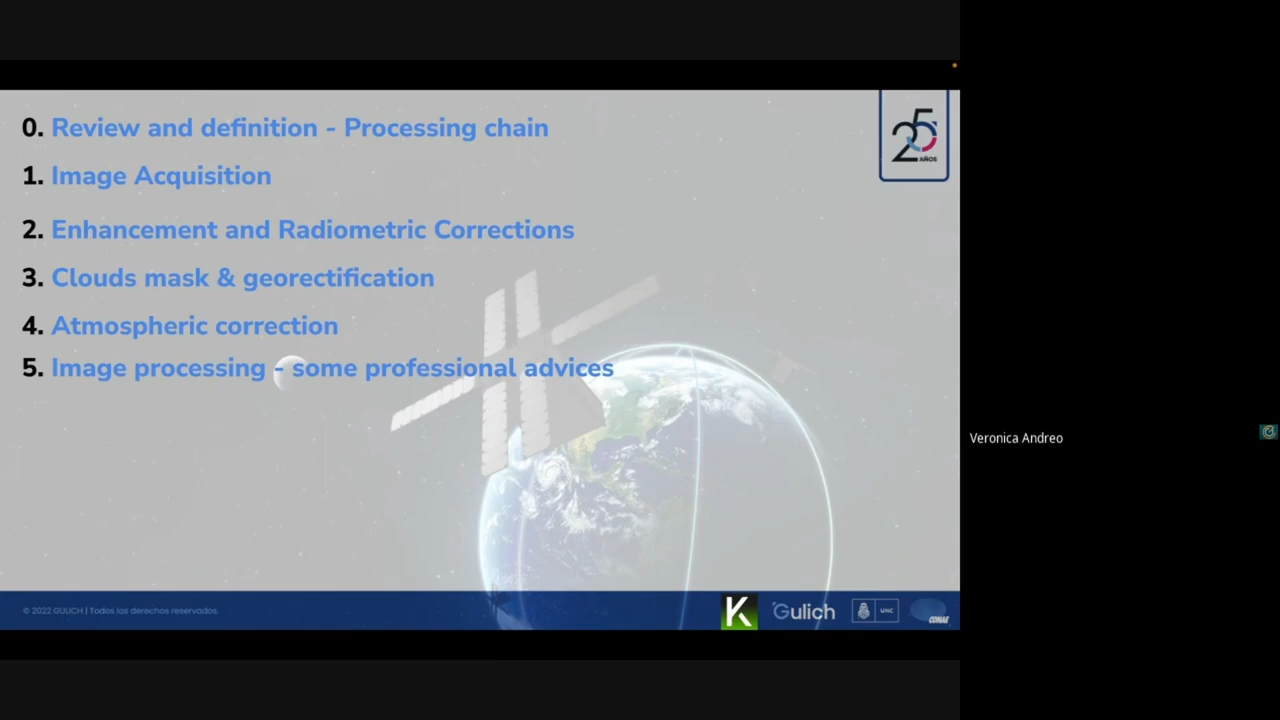 0. Review and definition - Processing chain
1. Image Acquisition
2. Enhancement and Radiometric Corrections
3. Clouds mask & georectification
4. Atmospheric correction
5. Image processing - some professional advices
25
AÑOS
Veronica Andreo
© 2022 GULICH | Todos los derechos reservados.
K
Gulich
UNC
CONAE